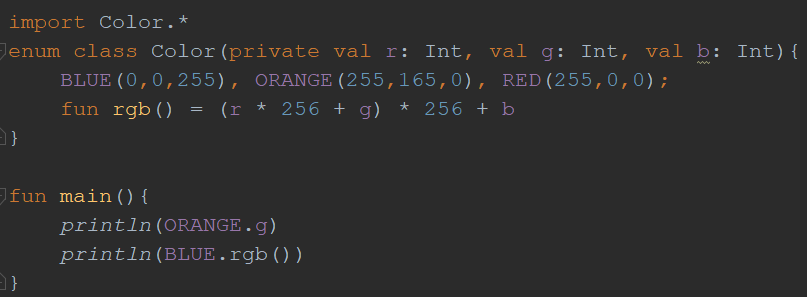 import Color.*
enum class Color(private val r: Int, val g: Int, val b: Int){
    BLUE(0,0,255), ORANGE(255,165,0), RED(255,0,0);
    fun rgb() = (r * 256 + g) * 256 + b
}
fun main(){
    println(ORANGE.g)
    println(BLUE.rgb())
}